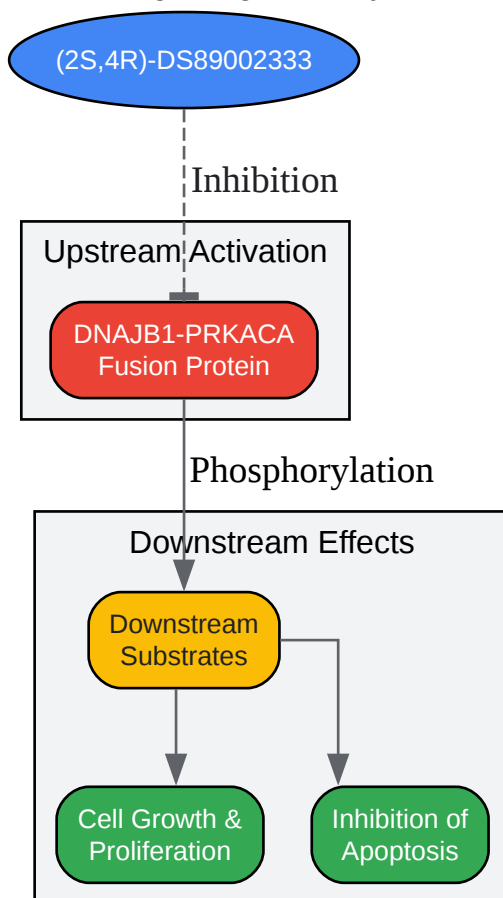 (2S,4R)-DS89002333
Inhibition
Upstream Activation
DNAJB1-PRKACA
Fusion Protein
Phosphorylation
Downstream Effects
Downstream
Substrates
Cell Growth &
Proliferation
Inhibition of
Apoptosis